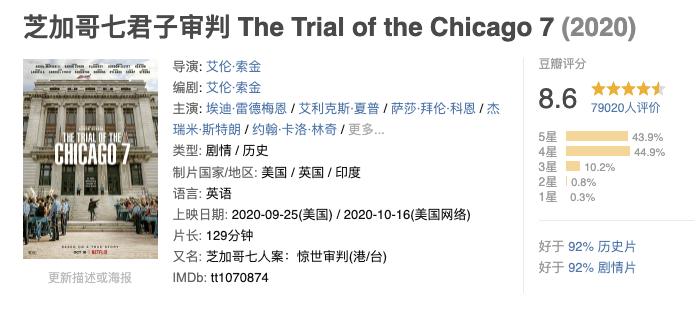 芝加哥七君子审判 The Trial of the Chicago 7 (2020)
THE TRIAL OF THE
CHICAGO 7
BASED ON A TRUE STORY
NETFLIX
更新描述或海报
导演: 艾伦·索金
编剧: 艾伦·索金
主演: 埃迪·雷德梅恩 / 艾利克斯·夏普 / 萨莎·拜伦·科恩 / 杰
瑞米·斯特朗 / 约翰·卡洛·林奇 / 更多...
类型: 剧情 / 历史
制片国家/地区: 美国 / 英国 / 印度
语言: 英语
上映日期: 2020-09-25(美国) / 2020-10-16(美国网络)
片长: 129分钟
又名: 芝加哥七人案：惊世审判(港/台)
IMDb: tt1070874
豆瓣评分
8.6
79020人评价
5星 43.9%
4星 44.9%
3星 10.2%
2星 0.8%
1星 0.3%
好于 92% 历史片
好于 92% 剧情片